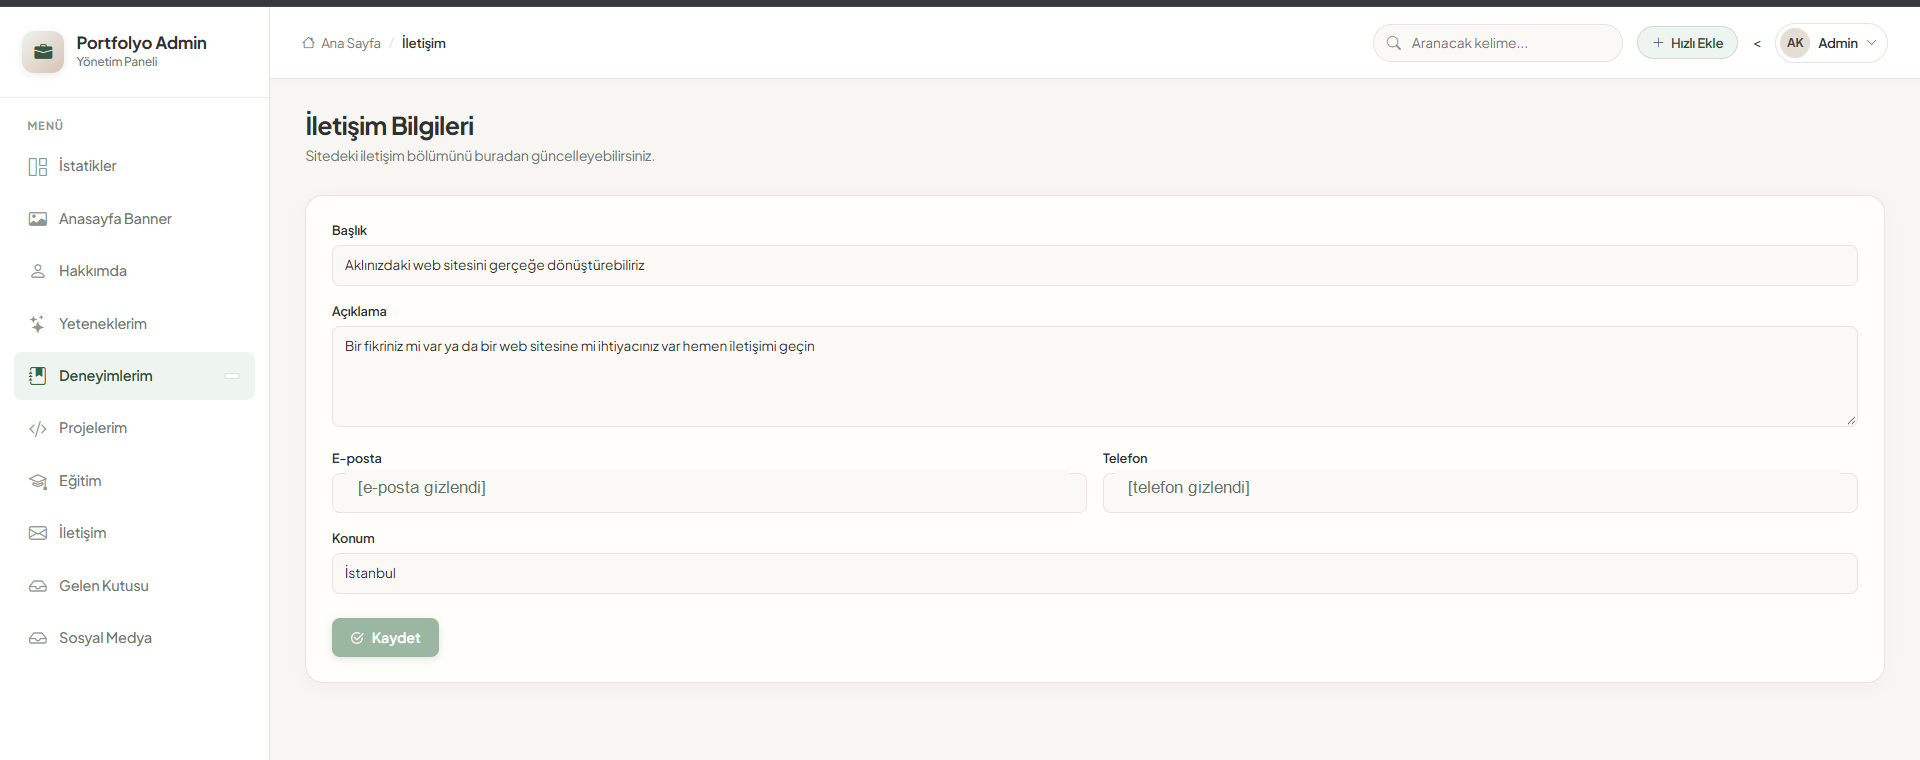 Portfolyo Admin
Yönetim Paneli
Ana Sayfa / İletişim
Aranacak kelime...
+ Hızlı Ekle
<
AK Admin
MENÜ
İstatikler
Anasayfa Banner
Hakkımda
Yeteneklerim
Deneyimlerim
Projelerim
Eğitim
İletişim
Gelen Kutusu
Sosyal Medya
İletişim Bilgileri
Sitedeki iletişim bölümünü buradan güncelleyebilirsiniz.
Başlık
Aklınızdaki web sitesini gerçeğe dönüştürebiliriz
Açıklama
Bir fikriniz mi var ya da bir web sitesine mi ihtiyacınız var hemen iletişimi geçin
E-posta
[e-posta gizlendi]
Telefon
[telefon gizlendi]
Konum
İstanbul
Kaydet